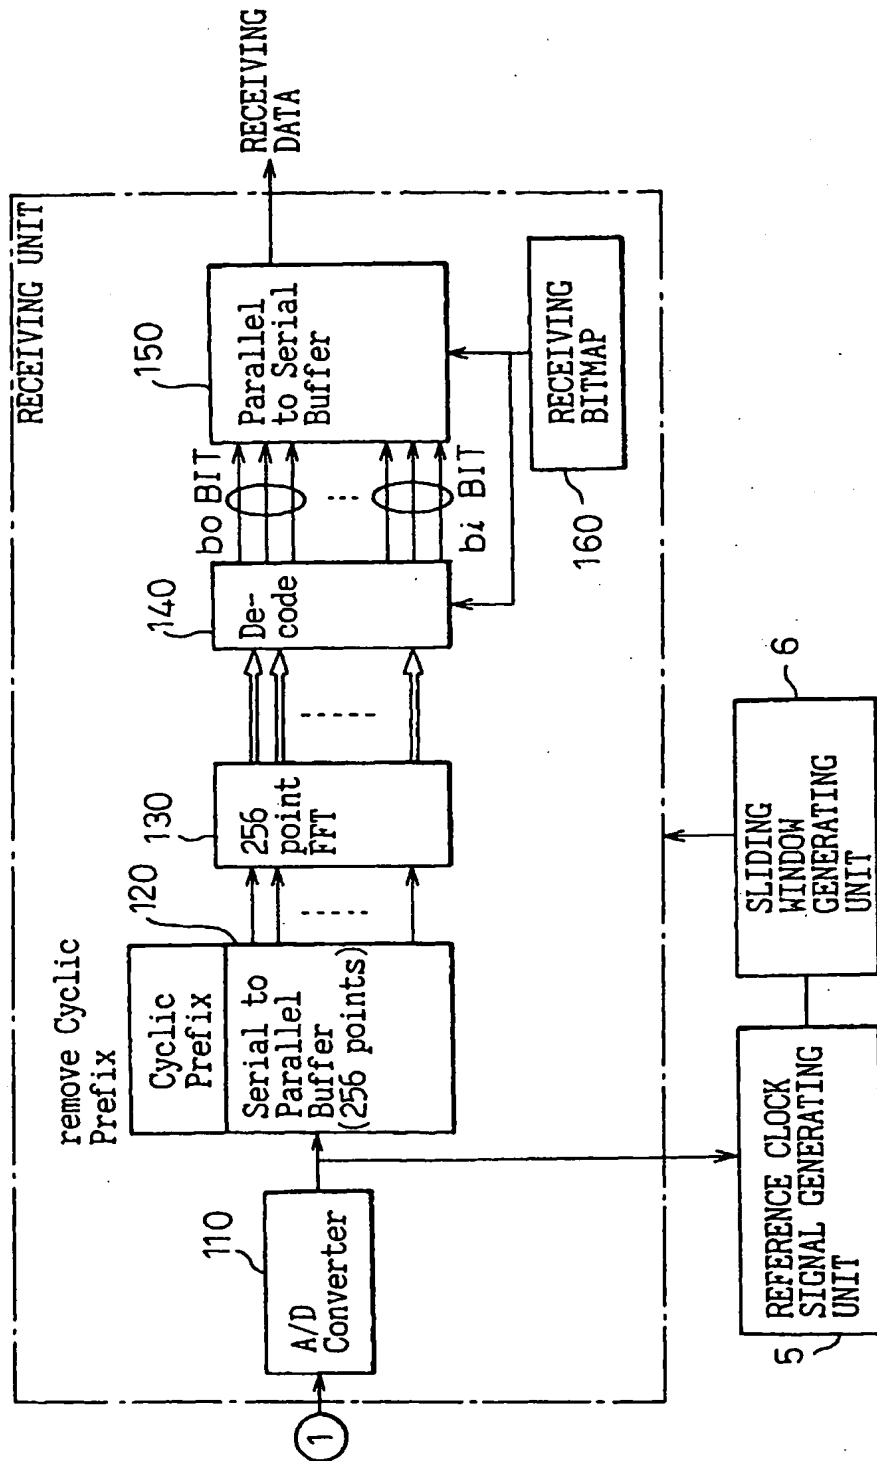 RECEIVING UNIT
1
110
A/D
Converter
remove Cyclic
Prefix
120
Cyclic
Prefix
Serial to
Parallel
Buffer
(256 points)
130
256
point
FFT
140
De-
code
bo BIT
bi BIT
150
Parallel
to Serial
Buffer
RECEIVING
DATA
160
RECEIVING
BITMAP
5
REFERENCE CLOCK
SIGNAL GENERATING
UNIT
6
SLIDING
WINDOW
GENERATING
UNIT